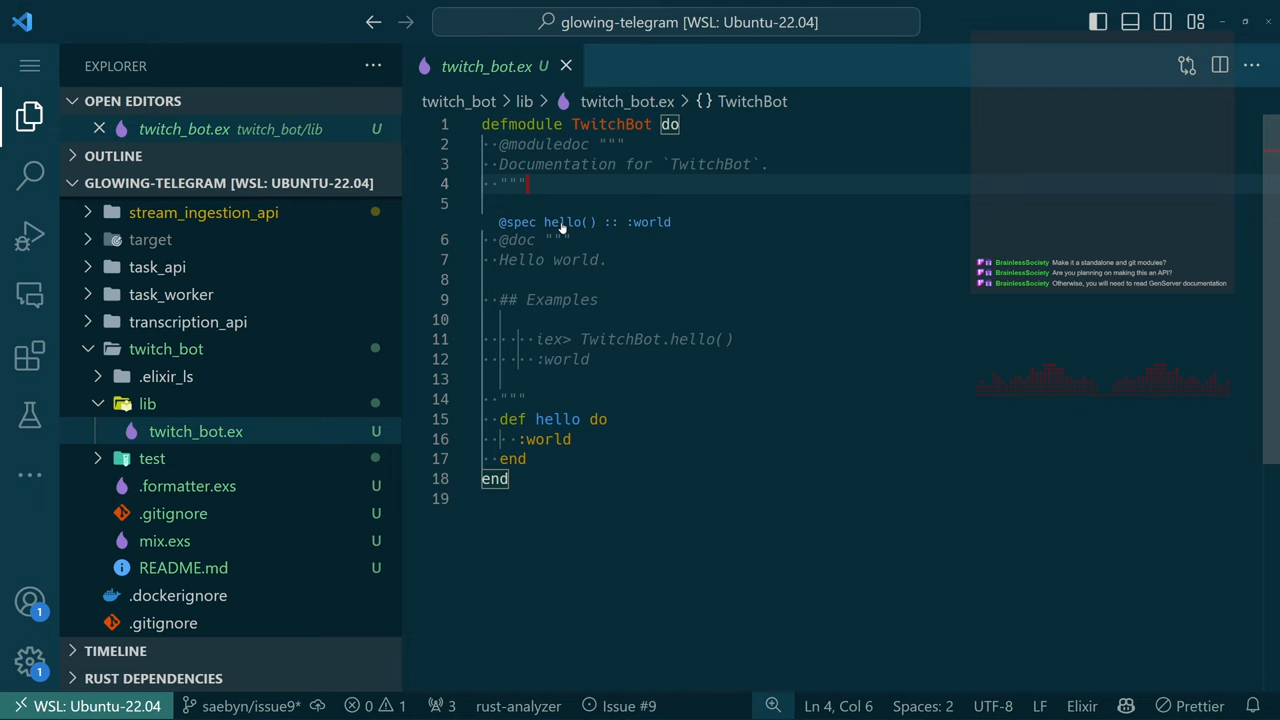 glowing-telegram [WSL: Ubuntu-22.04]
EXPLORER
OPEN EDITORS
twitch_bot.ex twitch_bot/lib U
OUTLINE
GLOWING-TELEGRAM [WSL: UBUNTU-22.04]
stream_ingestion_api
target
task_api
task_worker
transcription_api
twitch_bot
.elixir_ls
lib
twitch_bot.ex U
test
.formatter.exs U
.gitignore U
mix.exs U
README.md U
.dockerignore
.gitignore
TIMELINE
RUST DEPENDENCIES
1
1
twitch_bot.ex U
twitch_bot > lib > twitch_bot.ex > {} TwitchBot
1 defmodule TwitchBot do
2 @moduledoc """
3 Documentation for `TwitchBot`.
4 """
5
@spec hello() :: :world
6 @doc """
7 Hello world.
8
9 ## Examples
10
11 iex> TwitchBot.hello()
12 :world
13
14 """
15 def hello do
16 :world
17 end
18 end
19
BrainlessSociety Make it a standalone and git modules?
BrainlessSociety Are you planning on making this an API?
BrainlessSociety Otherwise, you will need to read GenServer documentation
WSL: Ubuntu-22.04 saebyn/issue9* 0 1 3 rust-analyzer Issue #9 Ln 4, Col 6 Spaces: 2 UTF-8 LF Elixir Prettier